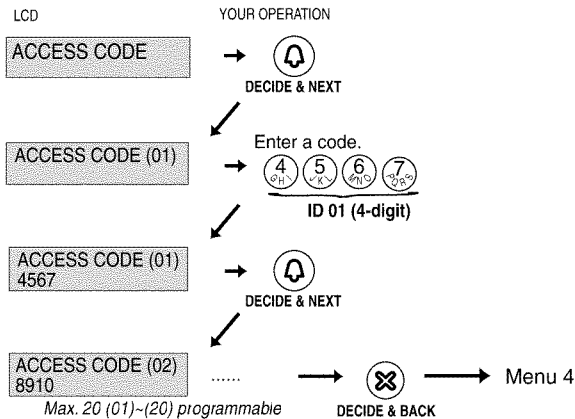 LCD YOUR OPERATION
ACCESS CODE
DECIDE & NEXT
ACCESS CODE (01)
Enter a code.
4 5 6 7
GHI JKL MNO PQRS
ID 01 (4-digit)
ACCESS CODE (01)
4567
DECIDE & NEXT
ACCESS CODE (02)
8910
......
Menu 4
Max. 20 (01)~(20) programmable
DECIDE & BACK